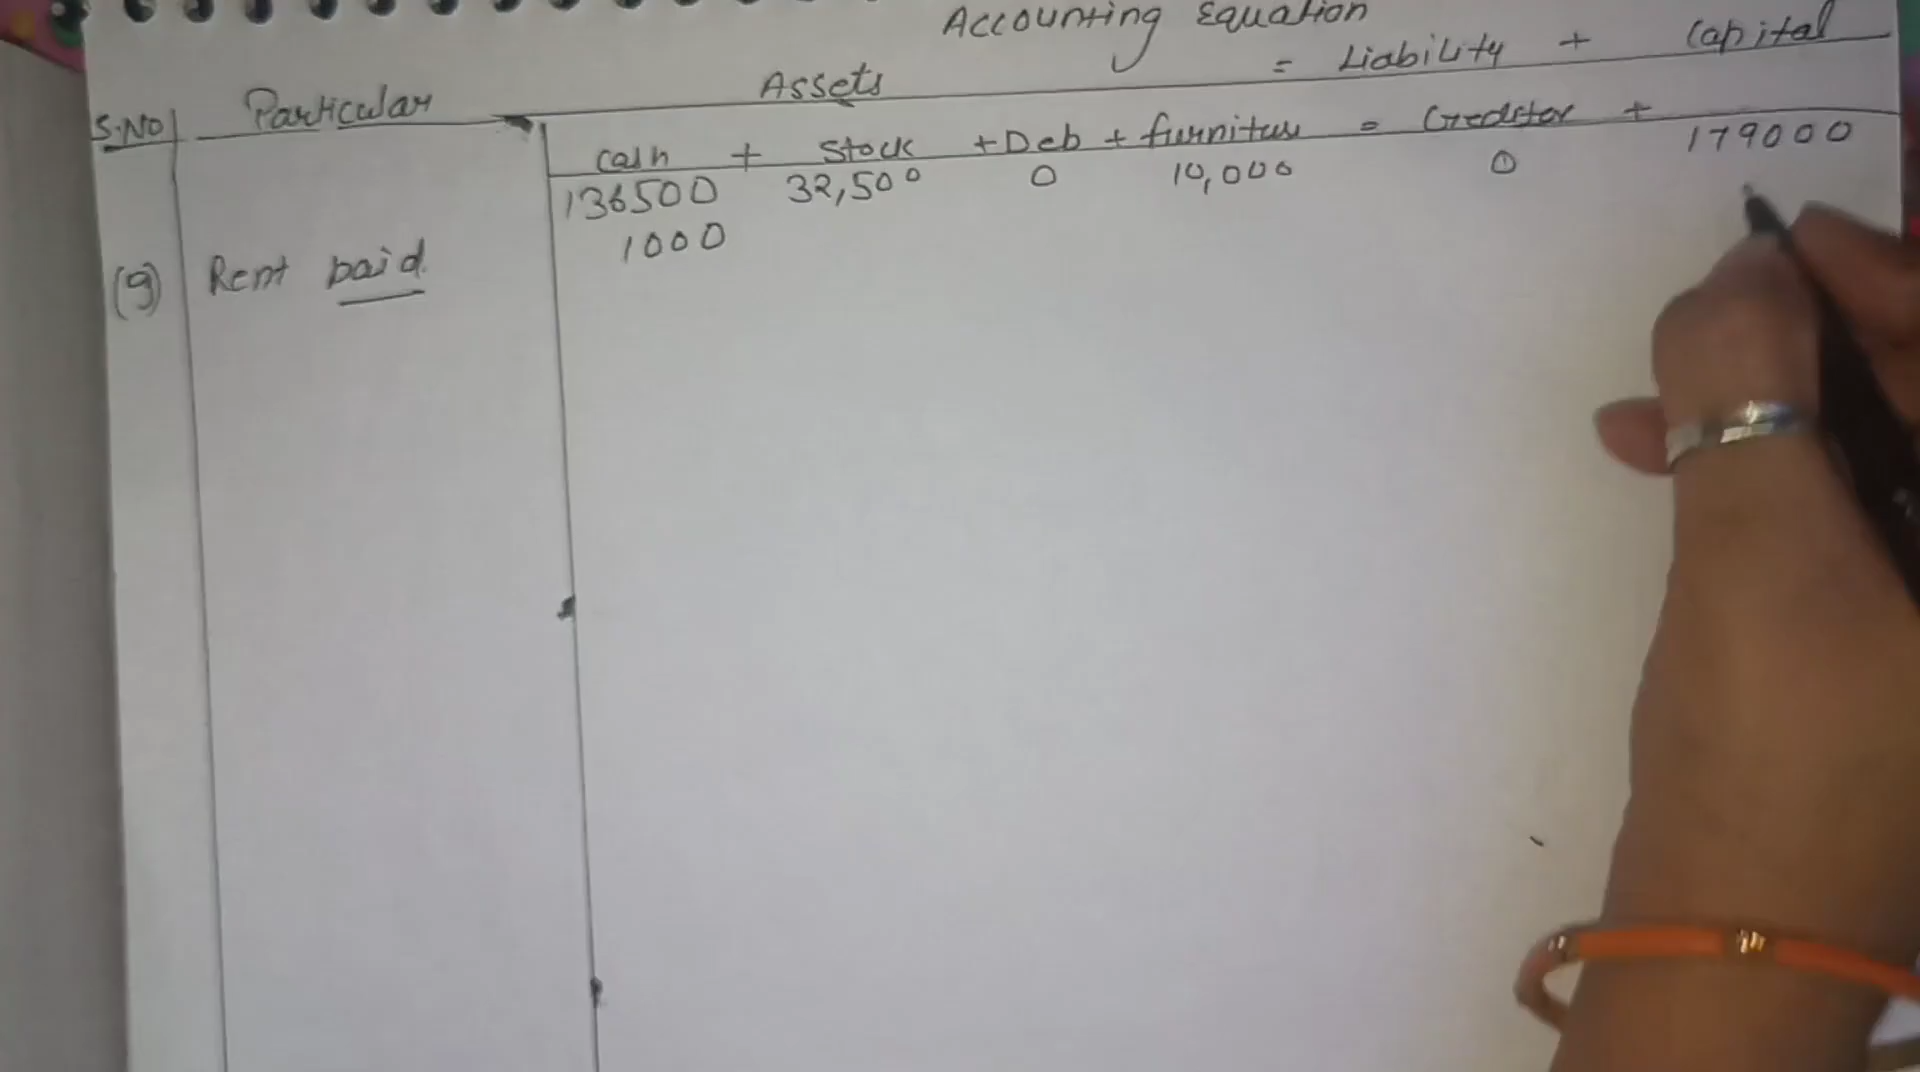 Accounting Equation
S.NO Particular Assets = Liability + Capital
Cash + Stock + Deb + furniture = Creditor +
136500 32,500 0 10,000 0 179000
(9) Rent paid 1000